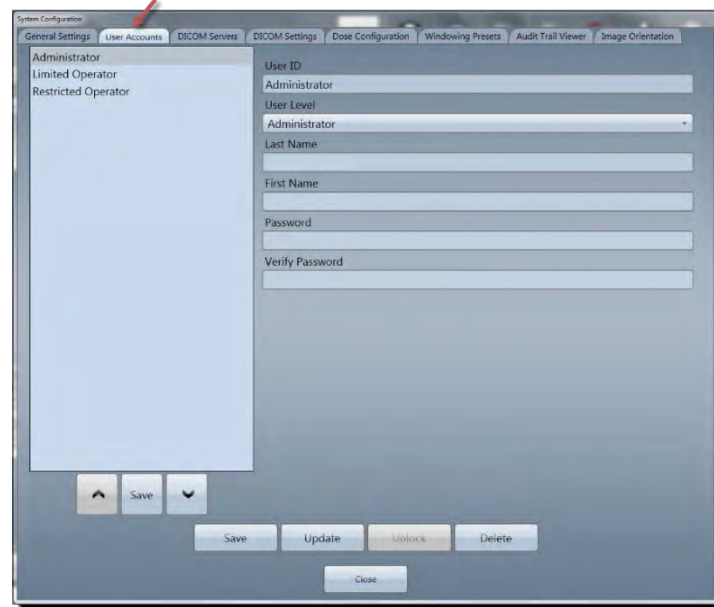 System Configuration
General Settings User Accounts DICOM Servers DICOM Settings Dose Configuration Windowing Presets Audit Trail Viewer Image Orientation
Administrator
Limited Operator
Restricted Operator
User ID
Administrator
User Level
Administrator
Last Name
First Name
Password
Verify Password
Save
Save Update Unlock Delete
Close